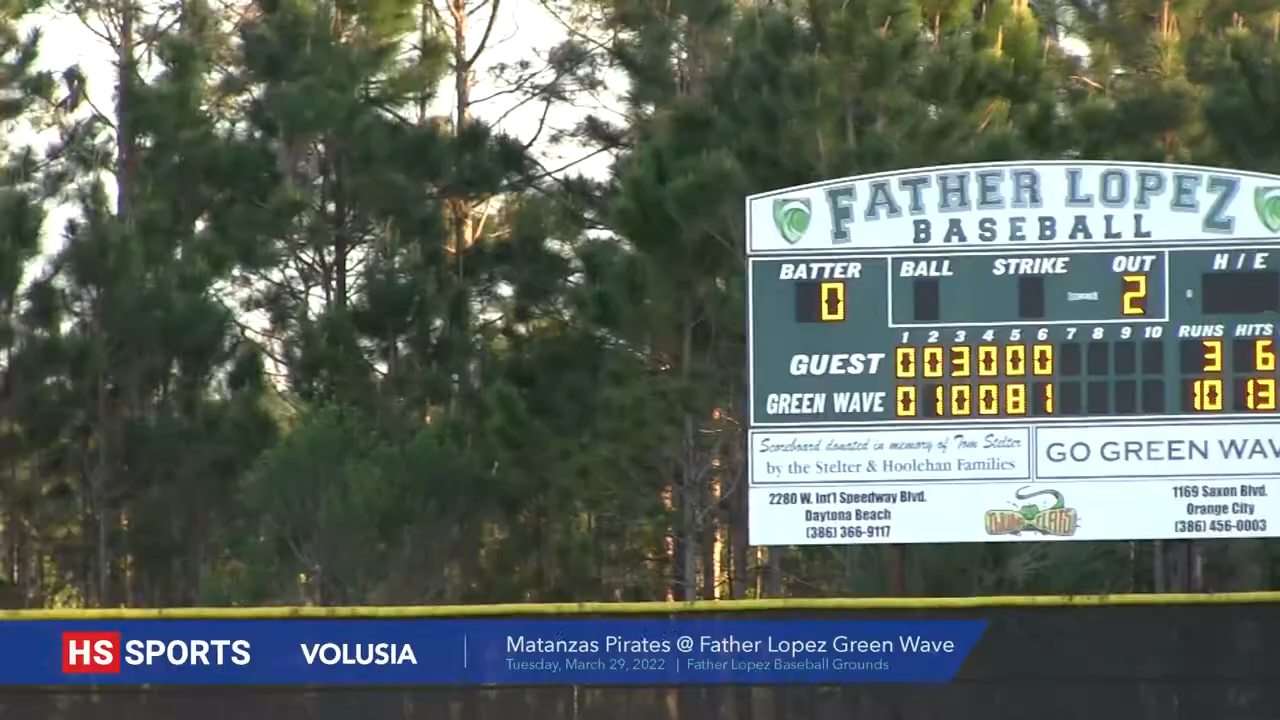 FATHER LOPEZ
BASEBALL
BATTER BALL STRIKE OUT H / E
0 2
1 2 3 4 5 6 7 8 9 10 RUNS HITS
GUEST 0 0 3 0 0 0 3 6
GREEN WAVE 0 1 0 0 8 1 10 13
Scoreboard donated in memory of Tom Stelter
by the Stelter & Hoolehan Families
GO GREEN WAV
2280 W. Int'l Speedway Blvd.
Daytona Beach
(386) 366-9117
1169 Saxon Blvd.
Orange City
(386) 456-0003
HS SPORTS VOLUSIA
Matanzas Pirates @ Father Lopez Green Wave
Tuesday, March 29, 2022 | Father Lopez Baseball Grounds